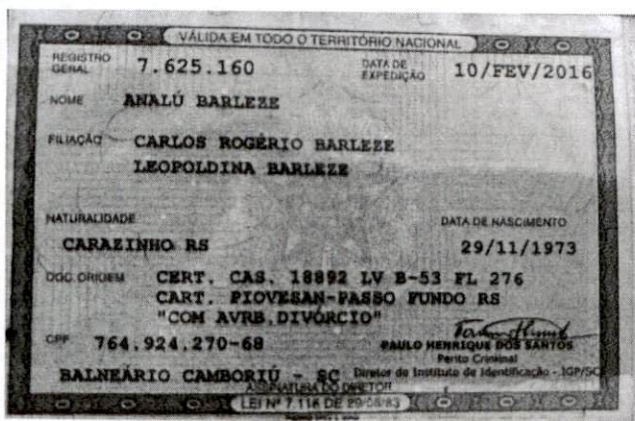 VÁLIDA EM TODO O TERRITÓRIO NACIONAL
REGISTRO GERAL 7.625.160 DATA DE EXPEDIÇÃO 10/FEV/2016
NOME ANALÚ BARLEZE
FILIAÇÃO CARLOS ROGÉRIO BARLEZE
LEOPOLDINA BARLEZE
NATURALIDADE DATA DE NASCIMENTO
CARAZINHO RS 29/11/1973
DOC. ORIGEM CERT. CAS. 18892 LV B-53 FL 276
CART. PIOVESAN-PASSO FUNDO RS
"COM AVRB.DIVÓRCIO"
CPF 764.924.270-68
PAULO HENRIQUE DOS SANTOS
Perito Criminal
BALNEÁRIO CAMBORIÚ - SC Diretor do Instituto de Identificação - IGP/SC
ASSINATURA DO DIRETOR
LEI Nº 7.116 DE 29/08/83